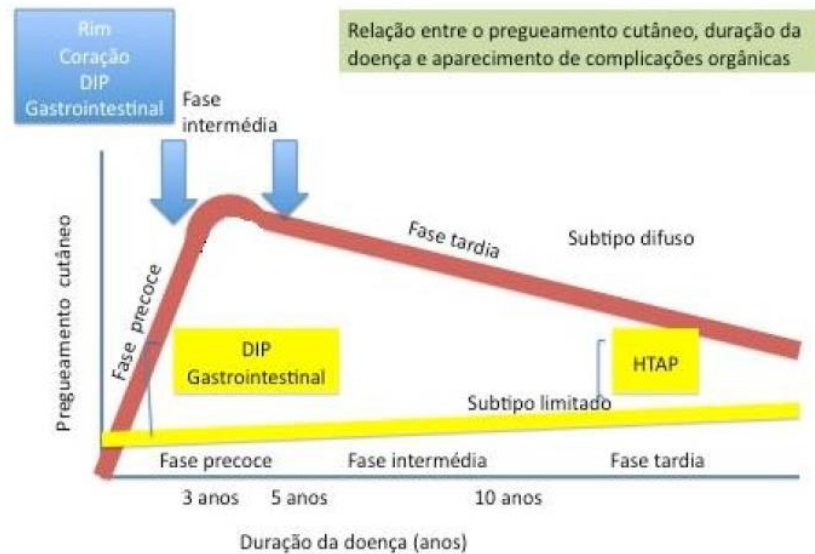 Rim
Coração
DIP
Gastrointestinal
Relação entre o pregueamento cutâneo, duração da
doença e aparecimento de complicações orgânicas
Fase
intermédia
Pregueamento cutâneo
Fase precoce
Fase tardia
Subtipo difuso
DIP
Gastrointestinal
HTAP
Subtipo limitado
Fase precoce
Fase intermédia
Fase tardia
3 anos
5 anos
10 anos
Duração da doença (anos)